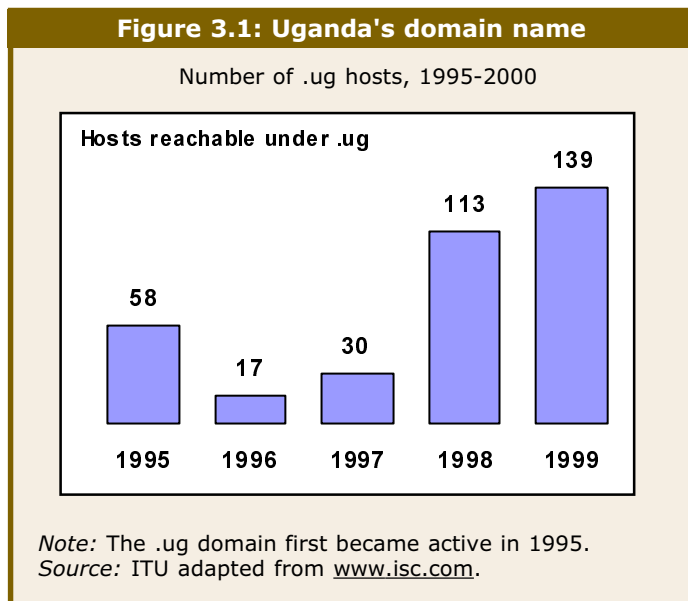 Figure 3.1: Uganda's domain name
Number of .ug hosts, 1995-2000
Hosts reachable under .ug
58
17
30
113
139
1995 1996 1997 1998 1999
Note: The .ug domain first became active in 1995.
Source: ITU adapted from www.isc.com.